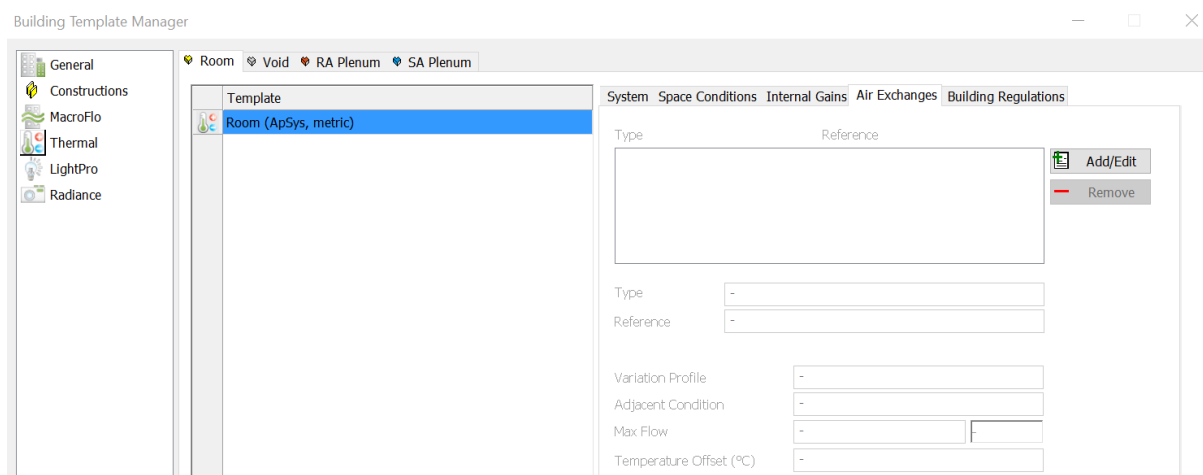 Building Template Manager
General
Constructions
MacroFlo
Thermal
LightPro
Radiance
Room Void RA Plenum SA Plenum
Template
Room (ApSys, metric)
System Space Conditions Internal Gains Air Exchanges Building Regulations
Type Reference
Add/Edit
Remove
Type -
Reference -
Variation Profile -
Adjacent Condition -
Max Flow - -
Temperature Offset (°C) -